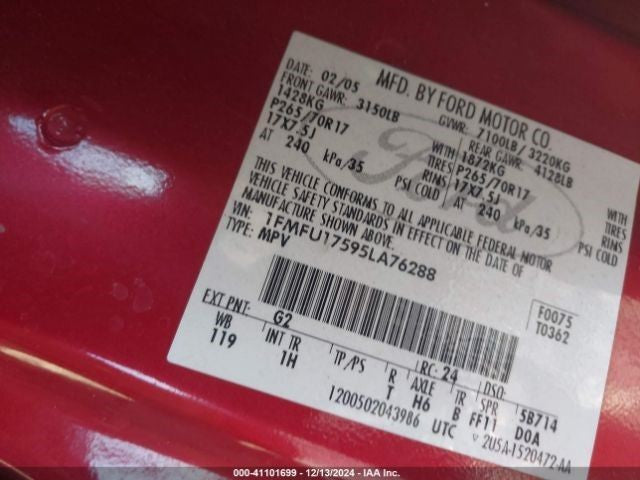 MFD. BY FORD MOTOR CO.
DATE: 02/05 GVWR: 7100LB / 3220KG
FRONT GAWR: 3150LB REAR GAWR: 4128LB
1428KG WITH 1872KG WITH
P265/70R17 TIRES P265/70R17 TIRES
17X7.5J RIMS 17X7.5J RIMS
AT 240 kPa/35 PSI COLD AT 240 kPa/35 PSI COLD
THIS VEHICLE CONFORMS TO ALL APPLICABLE FEDERAL MOTOR
VEHICLE SAFETY STANDARDS IN EFFECT ON THE DATE OF
MANUFACTURE SHOWN ABOVE.
VIN: 1FMFU17595LA76288
TYPE: MPV
Ford
F0075
T0362
EXT PNT: G2 RC: 24 DSO:
WB INT TR TP/PS R AXLE TR SPR 5B714
119 1H T H6 B FF11 D0A
1200502043986 UTC V 2U5A-1520472-AA
000-41101699 - 12/13/2024 - IAA Inc.